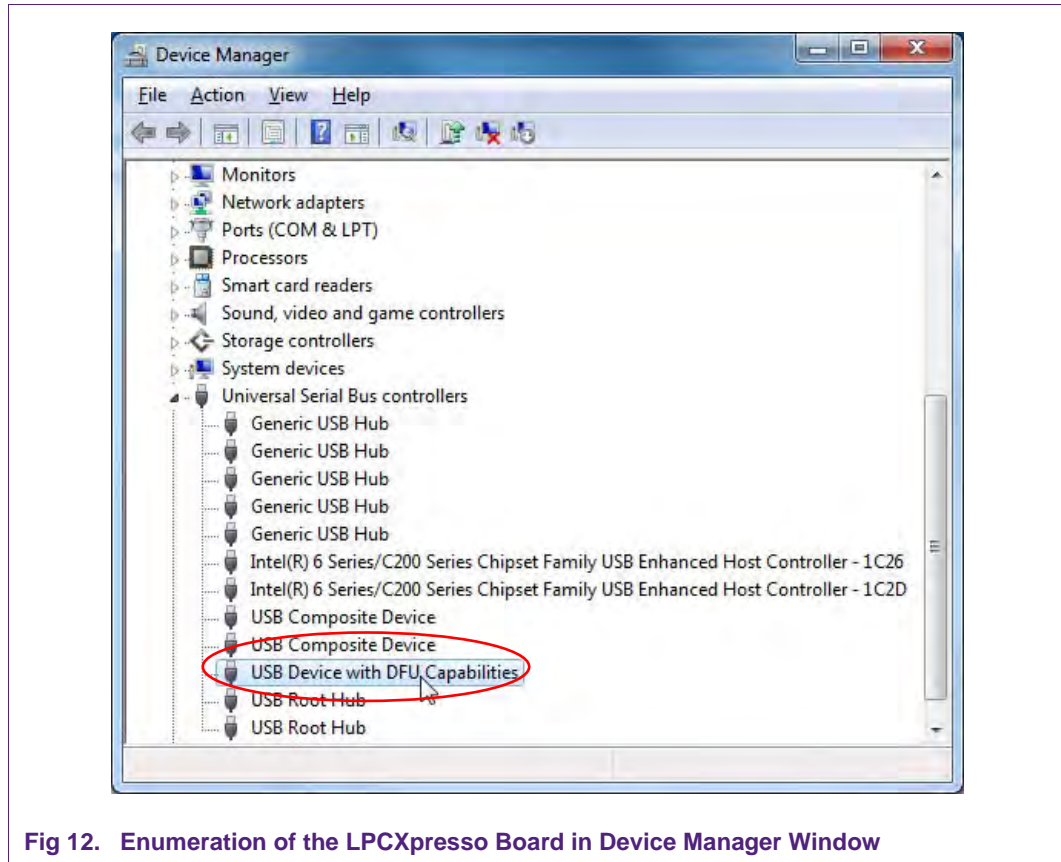 Device Manager
File Action View Help
Monitors
Network adapters
Ports (COM & LPT)
Processors
Smart card readers
Sound, video and game controllers
Storage controllers
System devices
Universal Serial Bus controllers
Generic USB Hub
Generic USB Hub
Generic USB Hub
Generic USB Hub
Generic USB Hub
Intel(R) 6 Series/C200 Series Chipset Family USB Enhanced Host Controller - 1C26
Intel(R) 6 Series/C200 Series Chipset Family USB Enhanced Host Controller - 1C2D
USB Composite Device
USB Composite Device
USB Device with DFU Capabilities
USB Root Hub
USB Root Hub
Fig 12. Enumeration of the LPCXpresso Board in Device Manager Window